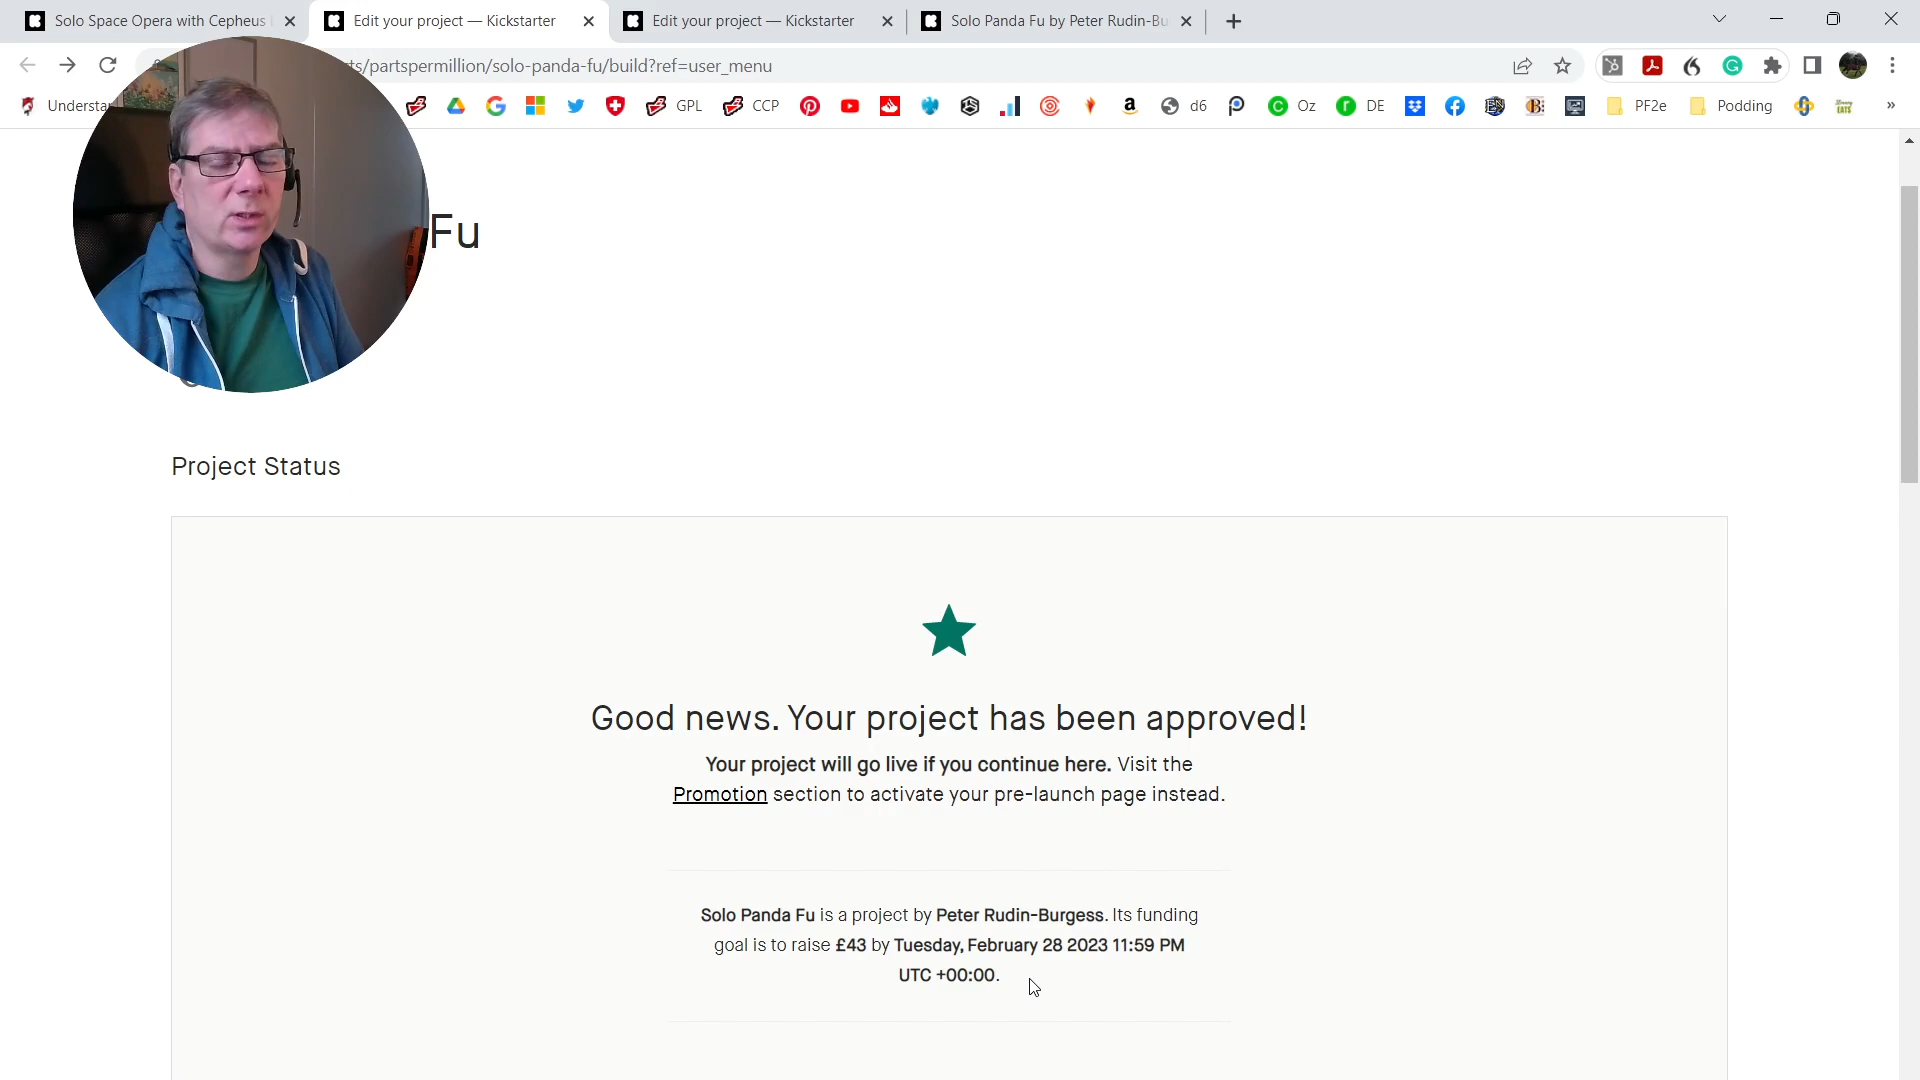 Solo Space Opera with Cepheus
Edit your project — Kickstarter
Edit your project — Kickstarter
Solo Panda Fu by Peter Rudin-Bu
ts/partspermillion/solo-panda-fu/build?ref=user_menu
Understa
GPL
CCP
d6
Oz
DE
PF2e
Podding
»
Fu
Project Status
Good news. Your project has been approved!
Your project will go live if you continue here. Visit the
Promotion section to activate your pre-launch page instead.
Solo Panda Fu is a project by Peter Rudin-Burgess. Its funding
goal is to raise £43 by Tuesday, February 28 2023 11:59 PM
UTC +00:00.